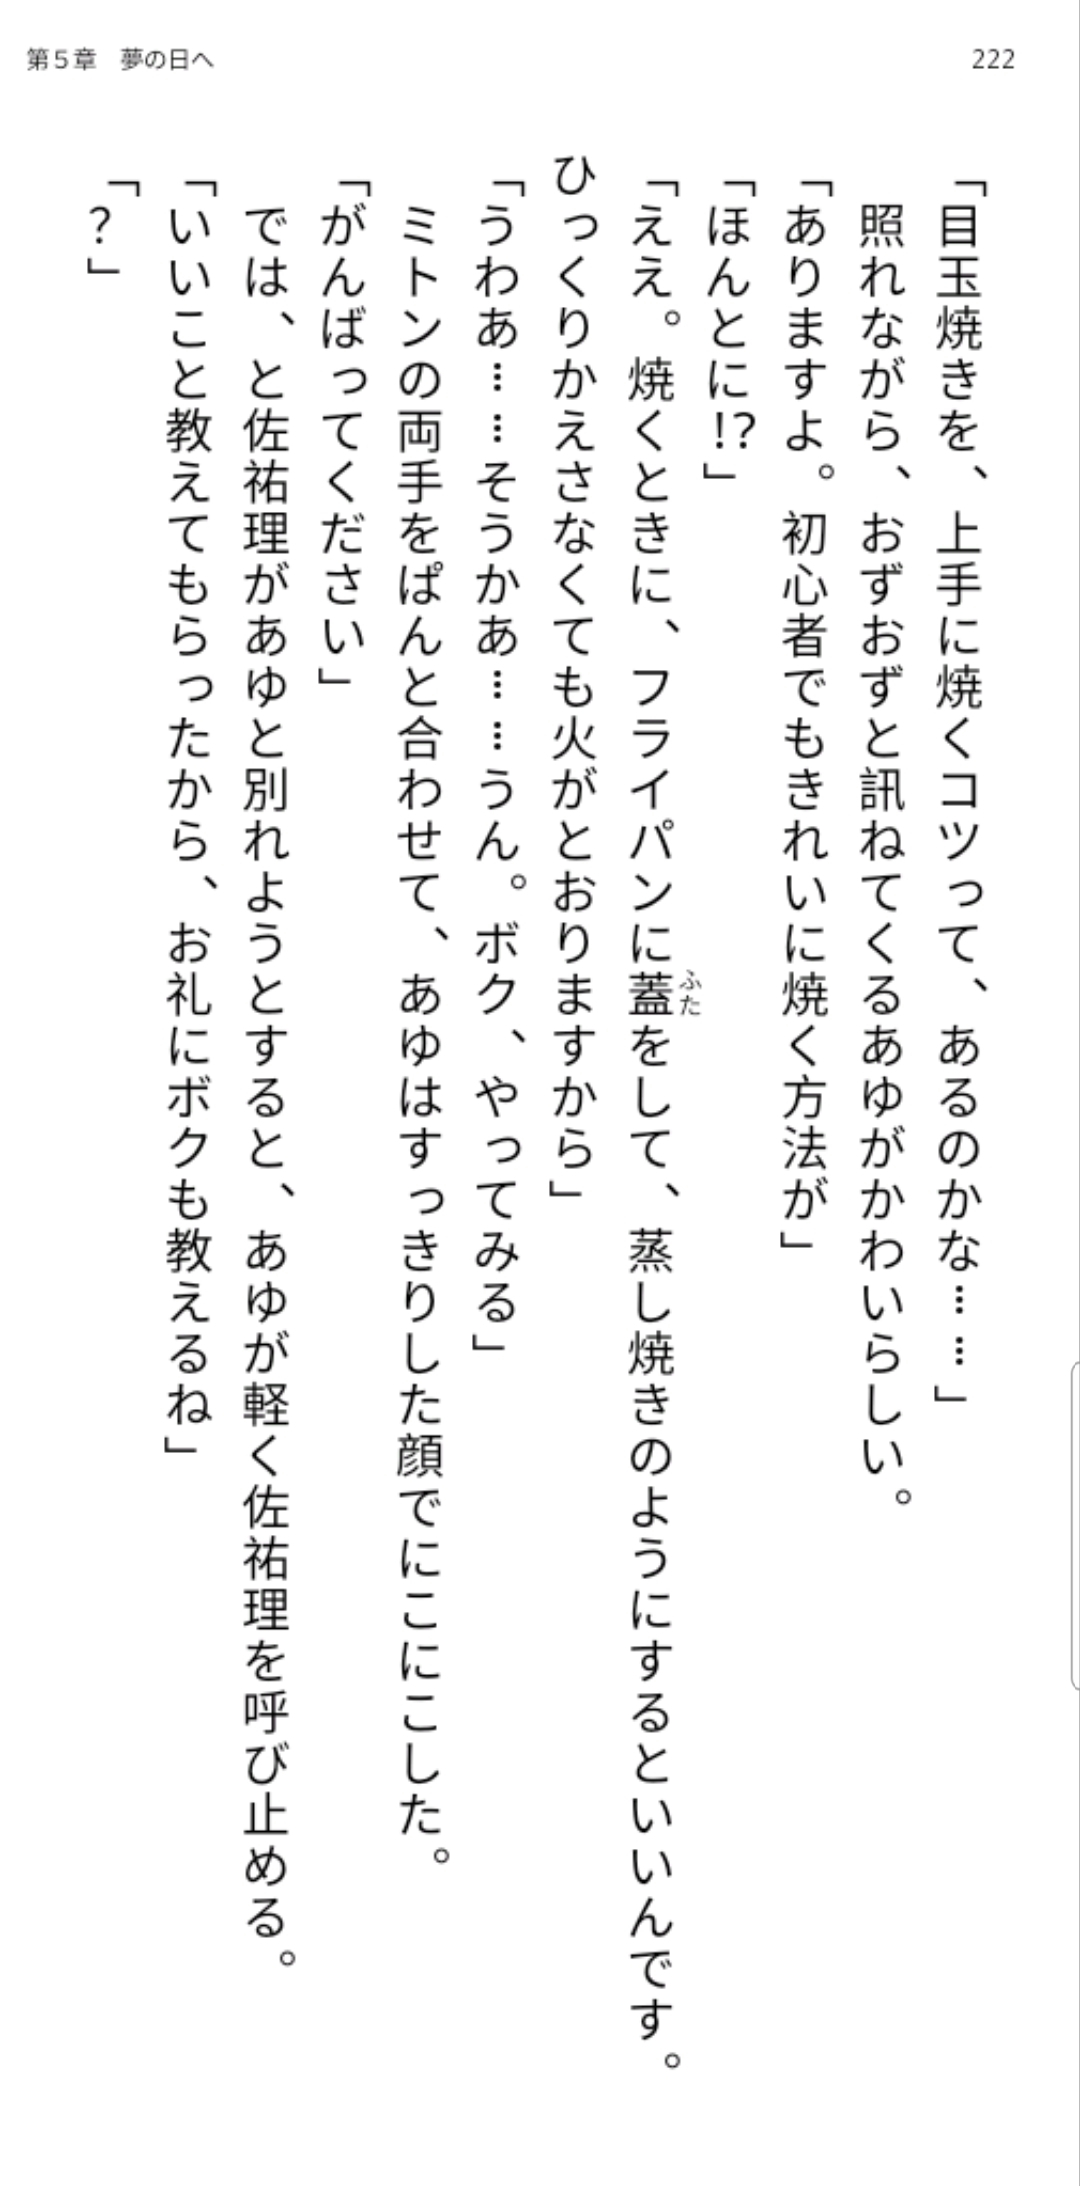 第5章　夢の日へ
222
「目玉焼きを、上手に焼くコツって、あるのかな……」
　照れながら、おずおずと訊ねてくるあゆがかわいらしい。
「ありますよ。初心者でもきれいに焼く方法が」
「ほんとに!?」
「ええ。焼くときに、フライパンに蓋をして、蒸し焼きのようにするといいんです。
ふた
ひっくりかえさなくても火がとおりますから」
「うわあ……そうかあ……うん。ボク、やってみる」
　ミトンの両手をぱんと合わせて、あゆはすっきりした顔でにこにこした。
「がんばってください」
　では、と佐祐理があゆと別れようとすると、あゆが軽く佐祐理を呼び止める。
「いいこと教えてもらったから、お礼にボクも教えるね」
「？」